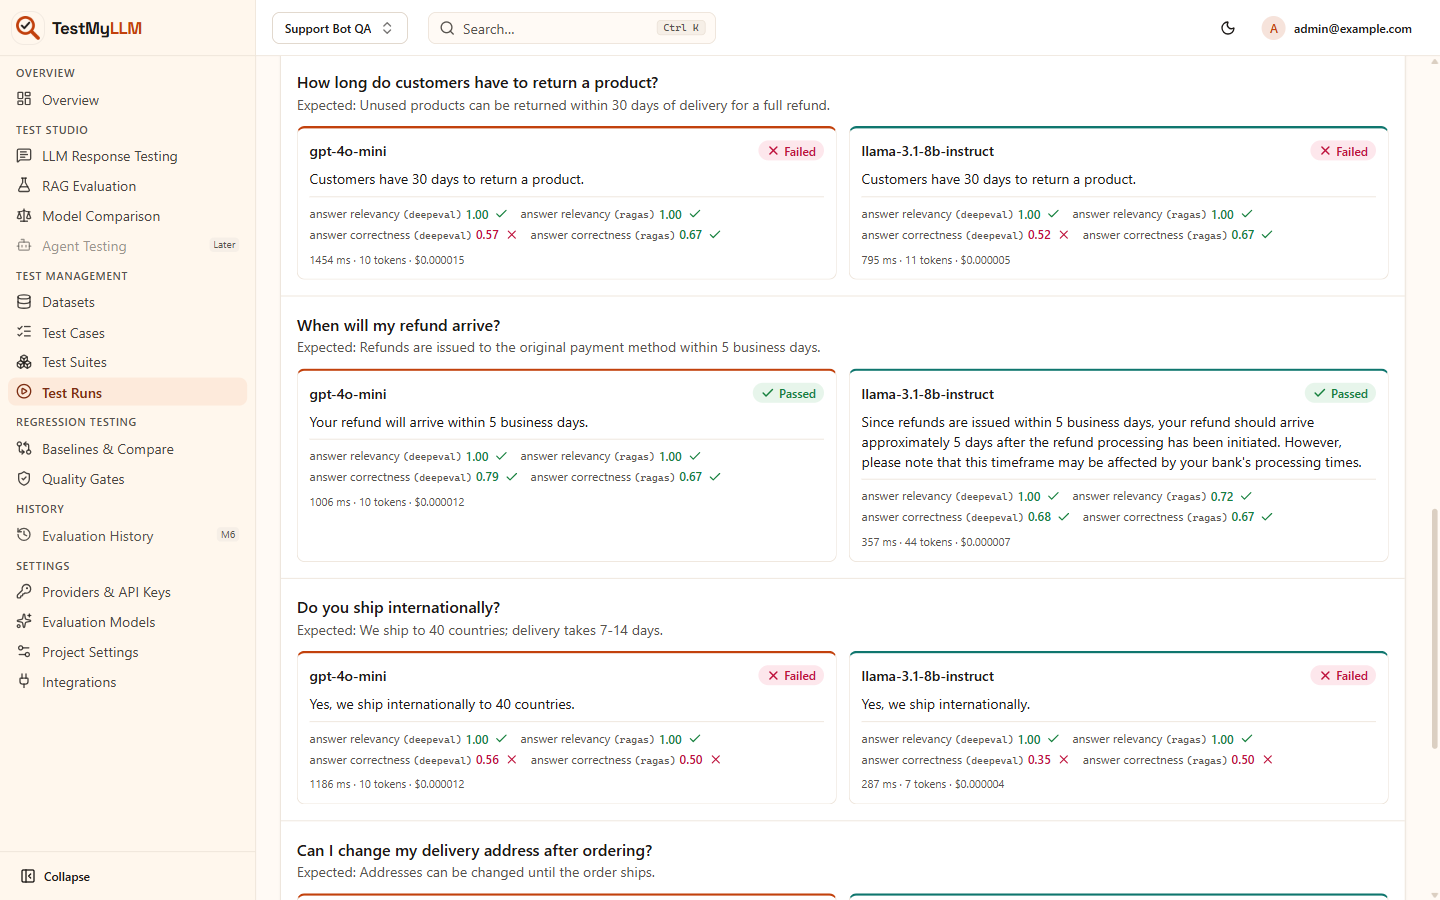 TestMyLLM
Support Bot QA
Search...
Ctrl K
A
admin@example.com
OVERVIEW
Overview
TEST STUDIO
LLM Response Testing
RAG Evaluation
Model Comparison
Agent Testing
Later
TEST MANAGEMENT
Datasets
Test Cases
Test Suites
Test Runs
REGRESSION TESTING
Baselines & Compare
Quality Gates
HISTORY
Evaluation History
M6
SETTINGS
Providers & API Keys
Evaluation Models
Project Settings
Integrations
Collapse
How long do customers have to return a product?
Expected: Unused products can be returned within 30 days of delivery for a full refund.
gpt-4o-mini
Failed
Customers have 30 days to return a product.
answer relevancy (deepeval) 1.00 answer relevancy (ragas) 1.00
answer correctness (deepeval) 0.57 answer correctness (ragas) 0.67
1454 ms · 10 tokens · $0.000015
llama-3.1-8b-instruct
Failed
Customers have 30 days to return a product.
answer relevancy (deepeval) 1.00 answer relevancy (ragas) 1.00
answer correctness (deepeval) 0.52 answer correctness (ragas) 0.67
795 ms · 11 tokens · $0.000005
When will my refund arrive?
Expected: Refunds are issued to the original payment method within 5 business days.
gpt-4o-mini
Passed
Your refund will arrive within 5 business days.
answer relevancy (deepeval) 1.00 answer relevancy (ragas) 1.00
answer correctness (deepeval) 0.79 answer correctness (ragas) 0.67
1006 ms · 10 tokens · $0.000012
llama-3.1-8b-instruct
Passed
Since refunds are issued within 5 business days, your refund should arrive
approximately 5 days after the refund processing has been initiated. However,
please note that this timeframe may be affected by your bank's processing times.
answer relevancy (deepeval) 1.00 answer relevancy (ragas) 0.72
answer correctness (deepeval) 0.68 answer correctness (ragas) 0.67
357 ms · 44 tokens · $0.000007
Do you ship internationally?
Expected: We ship to 40 countries; delivery takes 7-14 days.
gpt-4o-mini
Failed
Yes, we ship internationally to 40 countries.
answer relevancy (deepeval) 1.00 answer relevancy (ragas) 1.00
answer correctness (deepeval) 0.56 answer correctness (ragas) 0.50
1186 ms · 10 tokens · $0.000012
llama-3.1-8b-instruct
Failed
Yes, we ship internationally.
answer relevancy (deepeval) 1.00 answer relevancy (ragas) 1.00
answer correctness (deepeval) 0.35 answer correctness (ragas) 0.50
287 ms · 7 tokens · $0.000004
Can I change my delivery address after ordering?
Expected: Addresses can be changed until the order ships.